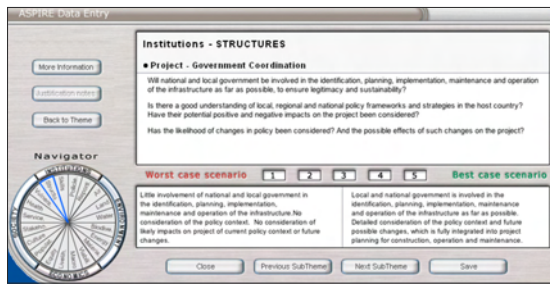 ASPIRE Data Entry
Institutions - STRUCTURES
▪ Project - Government Coordination
Will national and local government be involved in the identification, planning, implementation, maintenance and operation
of the infrastructure as far as possible, to ensure legitimacy and sustainability?
Is there a good understanding of local, regional and national policy frameworks and strategies in the host country?
Have their potential positive and negative impacts on the project been considered?
Has the likelihood of changes in policy been considered? And the possible effects of such changes on the project?
More Information
Justification notes
Back to Theme
Navigator
Worst case scenario 1 2 3 4 5 Best case scenario
Little involvement of national and local government in
the identification, planning, implementation,
maintenance and operation of the infrastructure.No
consideration of the policy context. No consideration of
likely impacts on project of current policy context or future
changes.
Local and national government is involved in the
identification, planning, implementation, maintenance
and operation of the infrastructure as far as possible.
Detailed consideration of the policy context and future
possible changes, which is fully integrated into project
planning for construction, operation and maintenance.
Close
Previous SubTheme
Next SubTheme
Save